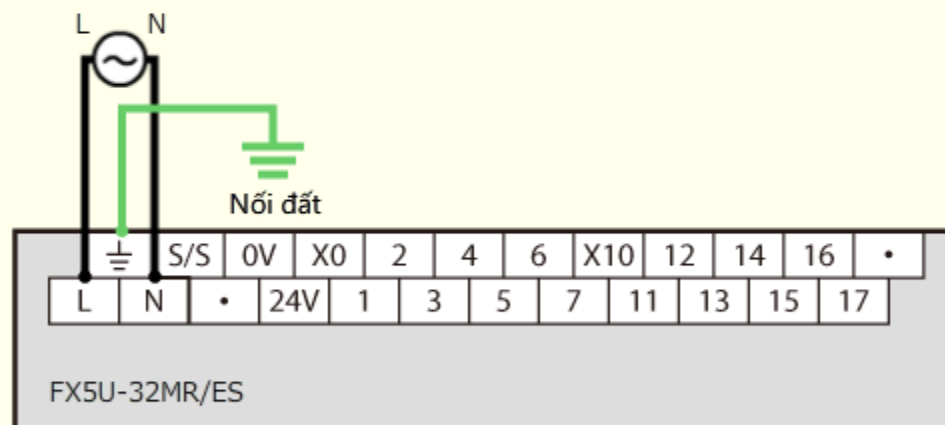 L N
Nối đất
S/S 0V X0 2 4 6 X10 12 14 16 •
L N • 24V 1 3 5 7 11 13 15 17
FX5U-32MR/ES